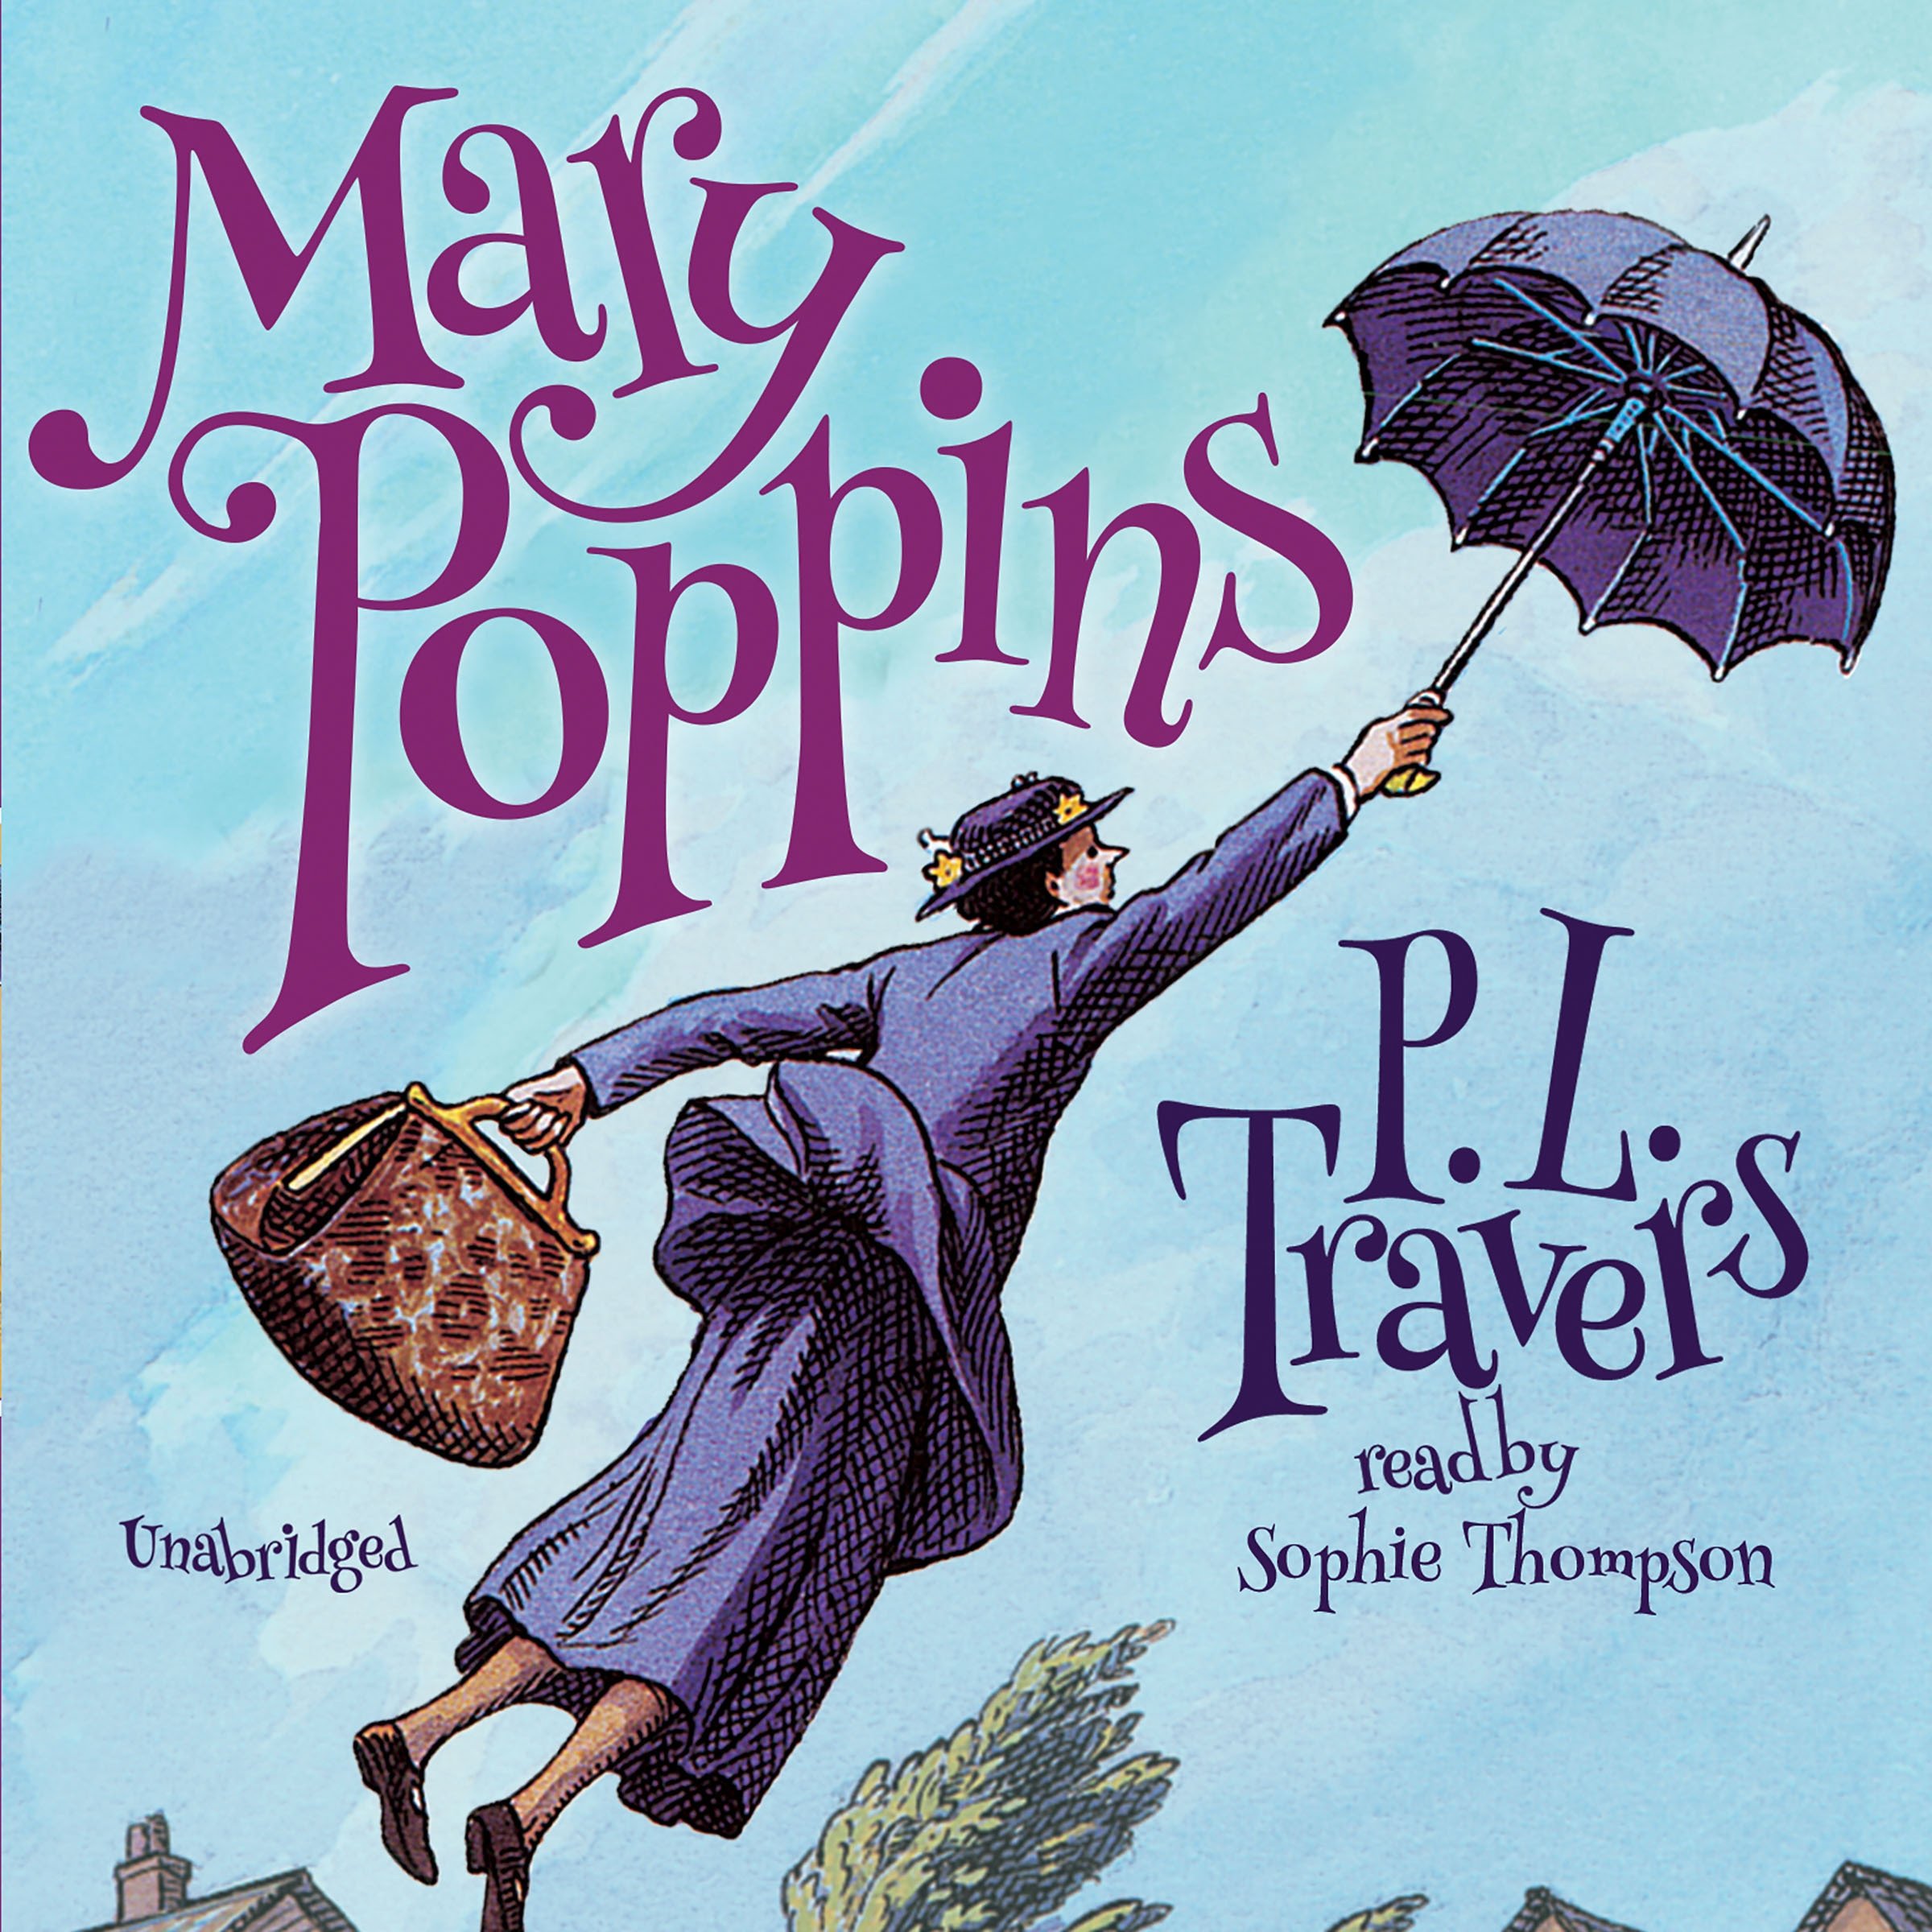 Mary
Poppins
P. L.
Travers
read by
Sophie Thompson
Unabridged